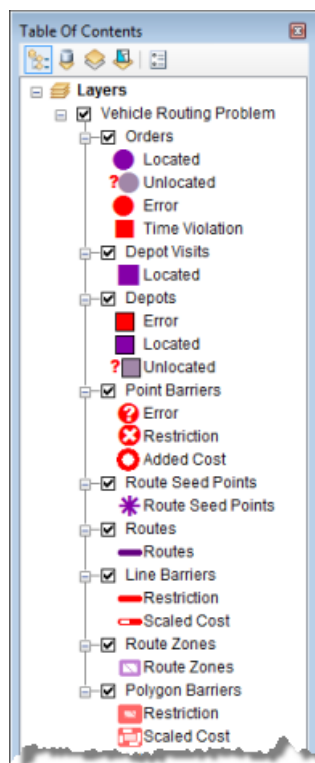 Table Of Contents
Layers
Vehicle Routing Problem
Orders
Located
?Unlocated
Error
Time Violation
Depot Visits
Located
Depots
Error
Located
?Unlocated
Point Barriers
?Error
Restriction
Added Cost
Route Seed Points
Route Seed Points
Routes
Routes
Line Barriers
Restriction
Scaled Cost
Route Zones
Route Zones
Polygon Barriers
Restriction
Scaled Cost